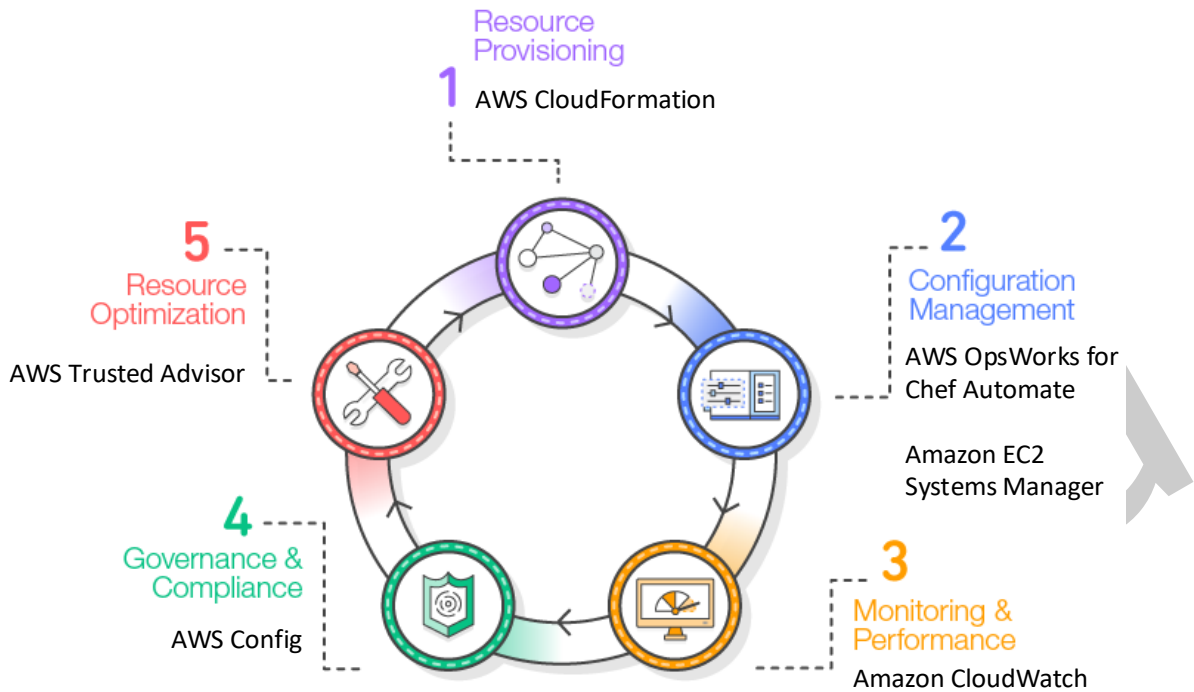 Resource
Provisioning
1
AWS CloudFormation
2
Configuration
Management
AWS OpsWorks for
Chef Automate
Amazon EC2
Systems Manager
3
Monitoring &
Performance
Amazon CloudWatch
4
Governance &
Compliance
AWS Config
5
Resource
Optimization
AWS Trusted Advisor